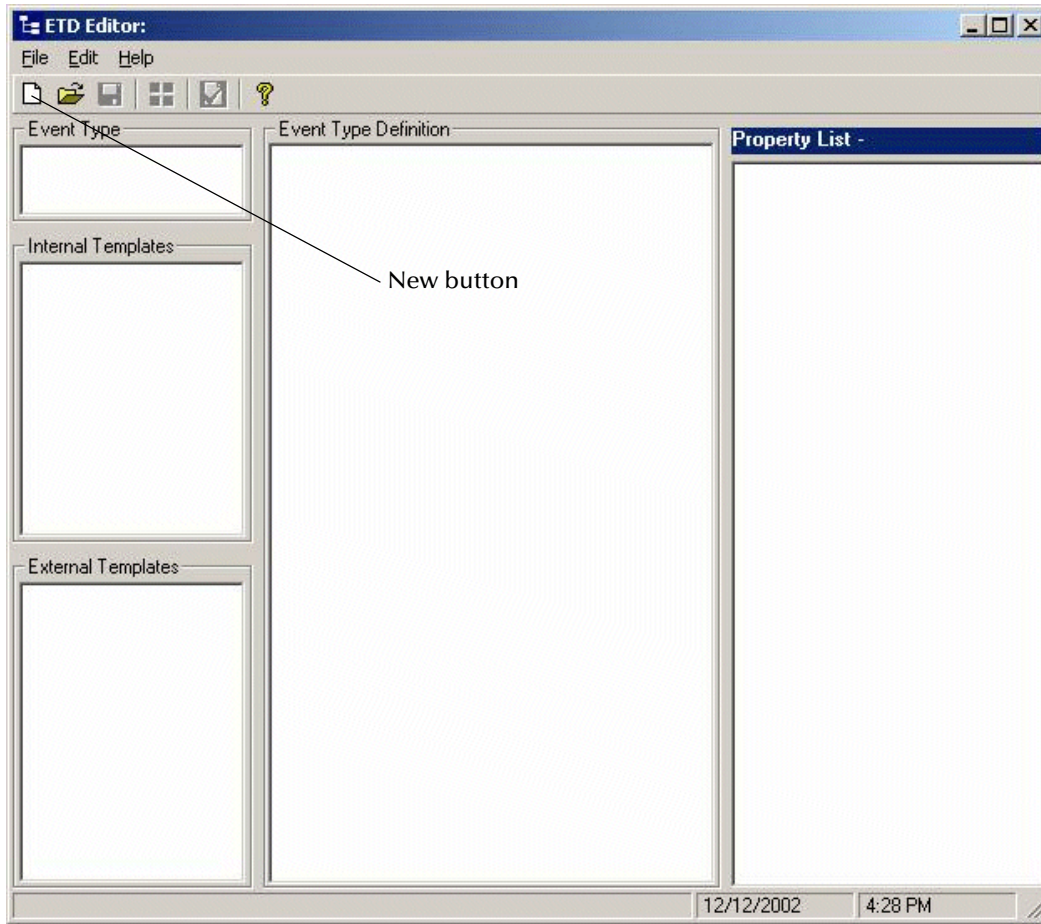 ETD Editor:
File Edit Help
Event Type
Event Type Definition
Property List -
Internal Templates
New button
External Templates
12/12/2002
4:28 PM